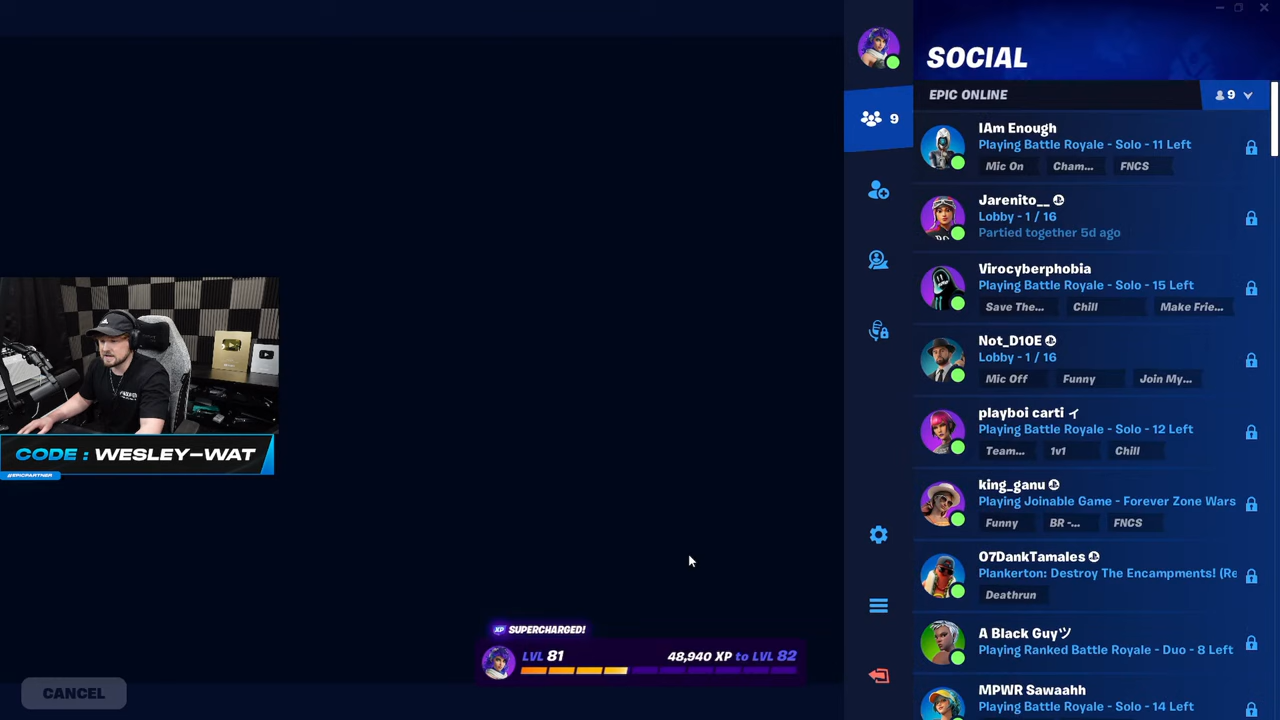 SOCIAL
EPIC ONLINE
9
9
IAm Enough
Playing Battle Royale - Solo - 11 Left
Mic On
Cham...
FNCS
Jarenito__
Lobby - 1 / 16
Partied together 5d ago
Virocyberphobia
Playing Battle Royale - Solo - 15 Left
Save The...
Chill
Make Frie...
Not_D10E
Lobby - 1 / 16
Mic Off
Funny
Join My...
playboi carti イ
Playing Battle Royale - Solo - 12 Left
Team...
1v1
Chill
king_ganu
Playing Joinable Game - Forever Zone Wars
Funny
BR -...
FNCS
O7DankTamales
Plankerton: Destroy The Encampments! (Re
Deathrun
A Black Guyツ
Playing Ranked Battle Royale - Duo - 8 Left
MPWR Sawaahh
Playing Battle Royale - Solo - 14 Left
CODE : WESLEY-WAT
#EPICPARTNER
XP SUPERCHARGED!
LVL 81
48,940 XP to LVL 82
CANCEL